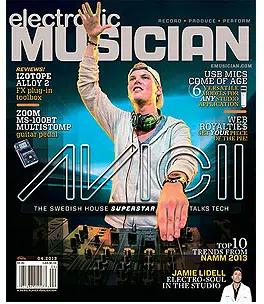 electronic
RECORD • PRODUCE • PERFORM
MUSICIAN
EMUSICIAN.COM
REVIEWS!
IZOTOPE
ALLOY 2
FX plug-in
toolbox
ZOOM
MS-100BT
MULTISTOMP
guitar pedal
USB MICS
COME OF AGE
6 VERSATILE
MODELS FOR
ANY STUDIO
APPLICATION
WEB
ROYALTIES
GET YOUR PIECE
OF THE PIE!
AVICII
THE SWEDISH HOUSE SUPERSTAR TALKS TECH
04.2013
TOP 10
TRENDS FROM
NAMM 2013
JAMIE LIDELL
ELECTRO-SOUL
IN THE STUDIO